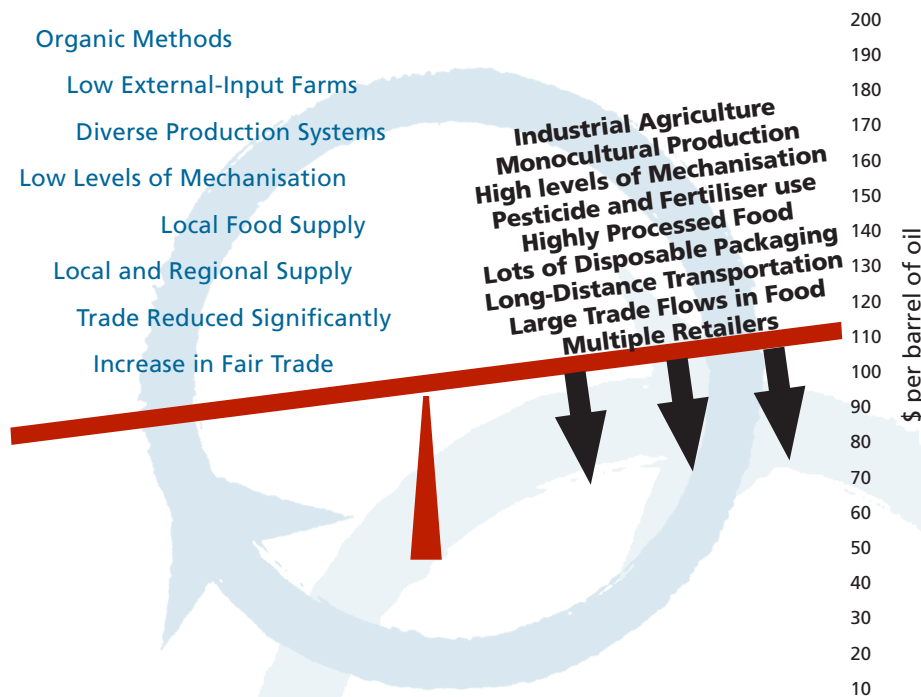 Organic Methods
Low External-Input Farms
Diverse Production Systems
Low Levels of Mechanisation
Local Food Supply
Local and Regional Supply
Trade Reduced Significantly
Increase in Fair Trade
Industrial Agriculture
Monocultural Production
High levels of Mechanisation
Pesticide and Fertiliser use
Highly Processed Food
Lots of Disposable Packaging
Long-Distance Transportation
Large Trade Flows in Food
Multiple Retailers
200
190
180
170
160
150
140
130
120
110
100
90
80
70
60
50
40
30
20
10
$ per barrel of oil